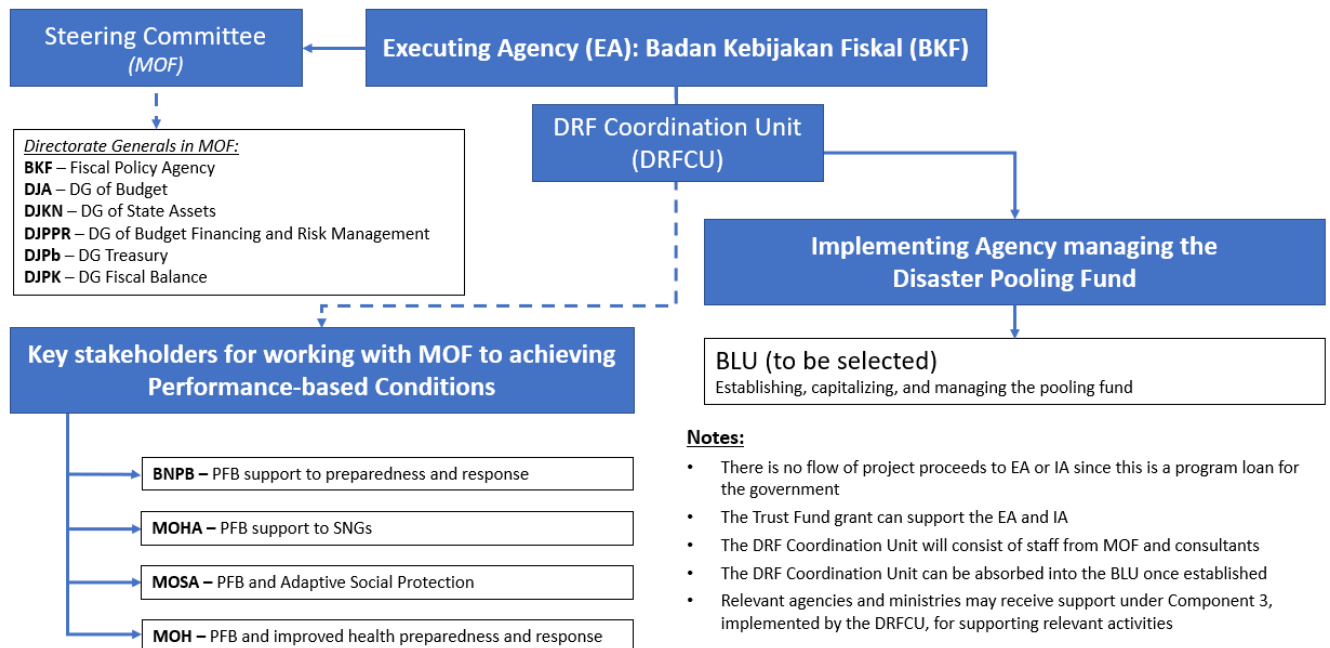 Steering Committee
(MOF)
Executing Agency (EA): Badan Kebijakan Fiskal (BKF)
DRF Coordination Unit
(DRFCU)
Directorate Generals in MOF:
BKF – Fiscal Policy Agency
DJA – DG of Budget
DJKN – DG of State Assets
DJPPR – DG of Budget Financing and Risk Management
DJPb – DG Treasury
DJPK – DG Fiscal Balance
Implementing Agency managing the
Disaster Pooling Fund
BLU (to be selected)
Establishing, capitalizing, and managing the pooling fund
Key stakeholders for working with MOF to achieving
Performance-based Conditions
BNPB – PFB support to preparedness and response
MOHA – PFB support to SNGs
MOSA – PFB and Adaptive Social Protection
MOH – PFB and improved health preparedness and response
Notes:
• There is no flow of project proceeds to EA or IA since this is a program loan for
the government
• The Trust Fund grant can support the EA and IA
• The DRF Coordination Unit will consist of staff from MOF and consultants
• The DRF Coordination Unit can be absorbed into the BLU once established
• Relevant agencies and ministries may receive support under Component 3,
implemented by the DRFCU, for supporting relevant activities